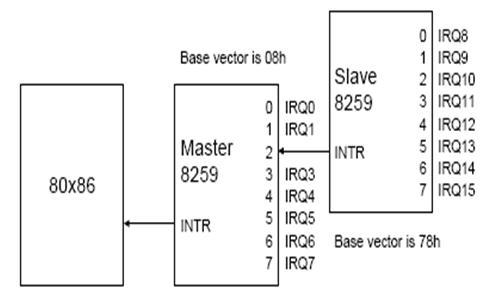 Base vector is 08h
80x86
Master
8259
INTR
0 IRQ0
1 IRQ1
2
3 IRQ3
4 IRQ4
5 IRQ5
6 IRQ6
7 IRQ7
Slave
8259
INTR
0 IRQ8
1 IRQ9
2 IRQ10
3 IRQ11
4 IRQ12
5 IRQ13
6 IRQ14
7 IRQ15
Base vector is 78h